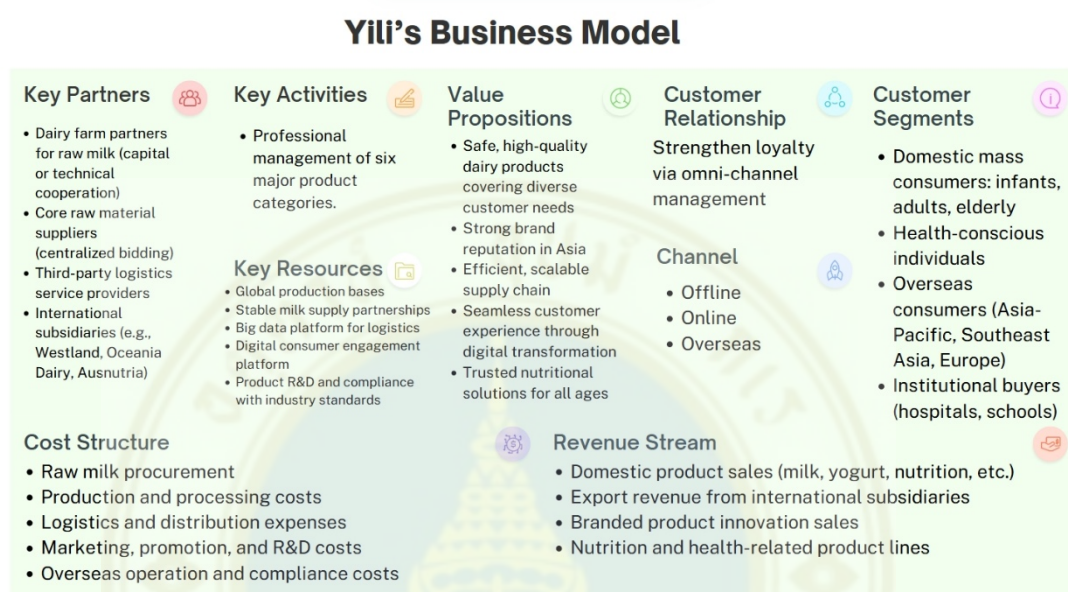 Yili's Business Model
Key Partners
• Dairy farm partners
for raw milk (capital
or technical
cooperation)
• Core raw material
suppliers
(centralized bidding)
• Third-party logistics
service providers
• International
subsidiaries (e.g.,
Westland, Oceania
Dairy, Ausnutria)
Key Activities
• Professional
management of six
major product
categories.
Key Resources
• Global production bases
• Stable milk supply partnerships
• Big data platform for logistics
• Digital consumer engagement
platform
• Product R&D and compliance
with industry standards
Value
Propositions
• Safe, high-quality
dairy products
covering diverse
customer needs
• Strong brand
reputation in Asia
• Efficient, scalable
supply chain
• Seamless customer
experience through
digital transformation
• Trusted nutritional
solutions for all ages
Customer
Relationship
Strengthen loyalty
via omni-channel
management
Channel
• Offline
• Online
• Overseas
Customer
Segments
• Domestic mass
consumers: infants,
adults, elderly
• Health-conscious
individuals
• Overseas
consumers (Asia-
Pacific, Southeast
Asia, Europe)
• Institutional buyers
(hospitals, schools)
Cost Structure
• Raw milk procurement
• Production and processing costs
• Logistics and distribution expenses
• Marketing, promotion, and R&D costs
• Overseas operation and compliance costs
Revenue Stream
• Domestic product sales (milk, yogurt, nutrition, etc.)
• Export revenue from international subsidiaries
• Branded product innovation sales
• Nutrition and health-related product lines